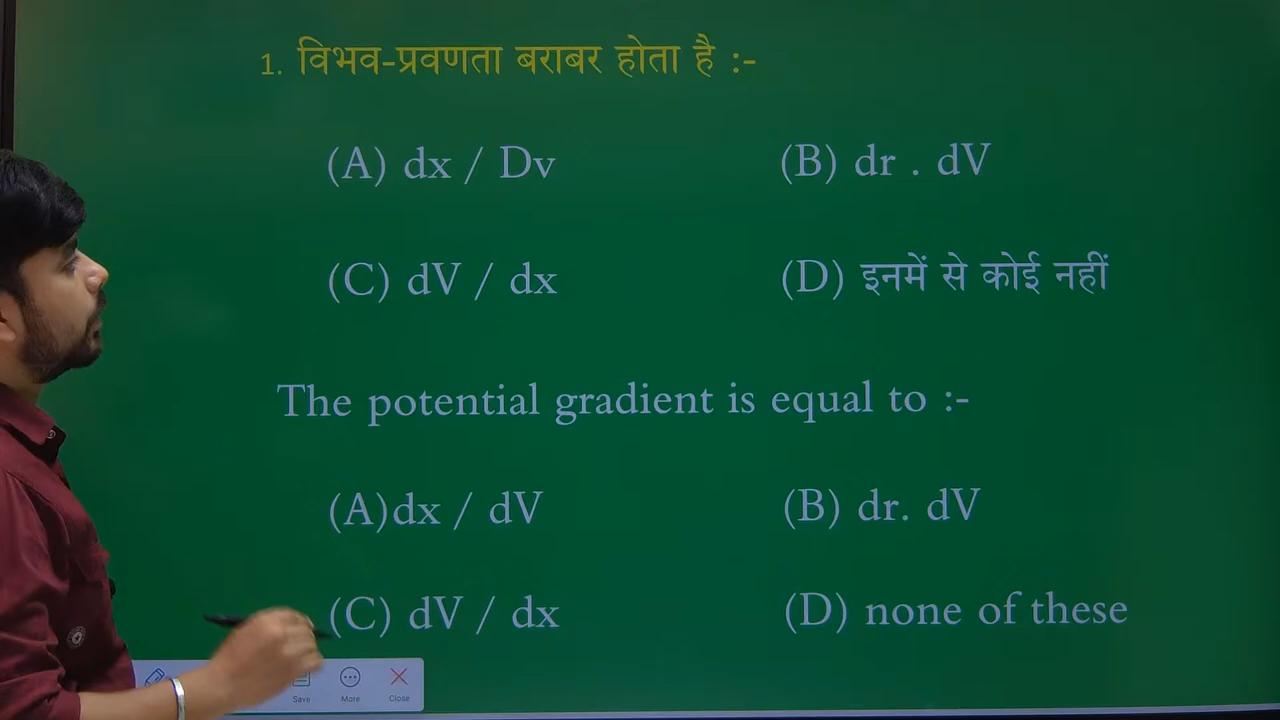 1. विभव-प्रवणता बराबर होता है :-
(A) dx / Dv (B) dr . dV
(C) dV / dx (D) इनमें से कोई नहीं
The potential gradient is equal to :-
(A)dx / dV (B) dr. dV
(C) dV / dx (D) none of these
Save More Close